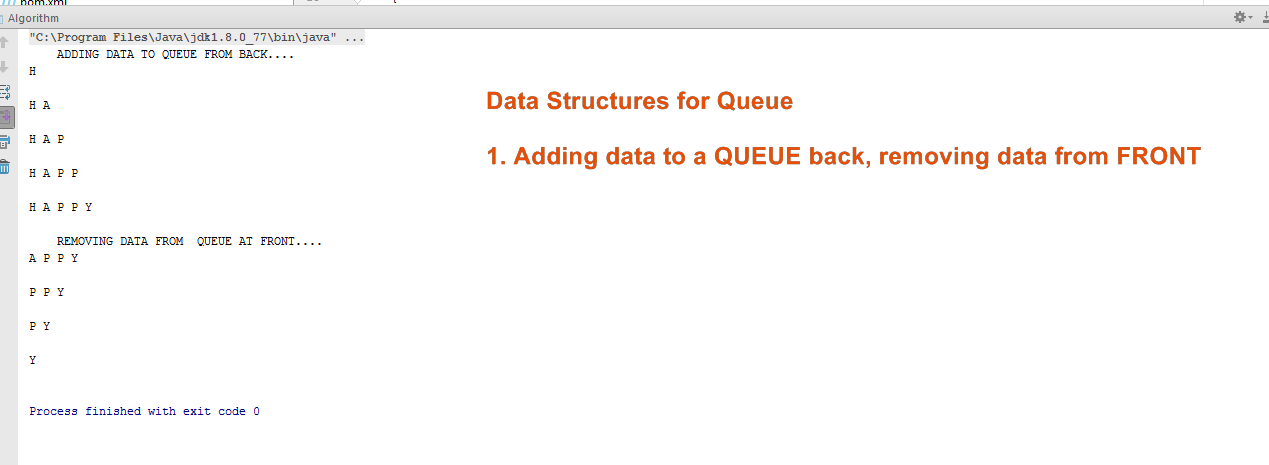 pom.xml
Algorithm
"C:\Program Files\Java\jdk1.8.0_77\bin\java" ...
ADDING DATA TO QUEUE FROM BACK....
H
H A
H A P
H A P P
H A P P Y
REMOVING DATA FROM  QUEUE AT FRONT....
A P P Y
P P Y
P Y
Y
Process finished with exit code 0
Data Structures for Queue
1. Adding data to a QUEUE back, removing data from FRONT